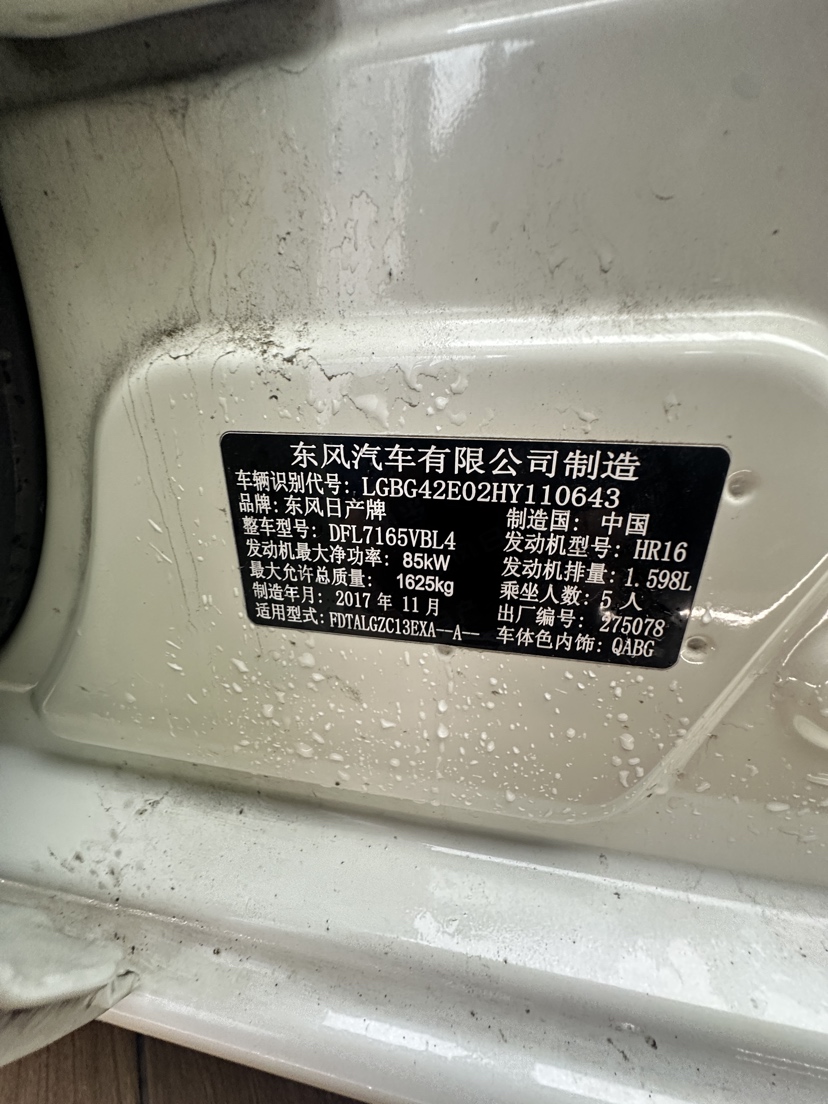 东风汽车有限公司制造
车辆识别代号: LGBG42E02HY110643
品牌: 东风日产牌 制造国: 中国
整车型号: DFL7165VBL4 发动机型号: HR16
发动机最大净功率: 85kW 发动机排量: 1.598L
最大允许总质量: 1625kg 乘坐人数: 5 人
制造年月: 2017 年 11 月 出厂编号: 275078
适用型式: FDTALGZC13EXA--A-- 车体色内饰: QABG